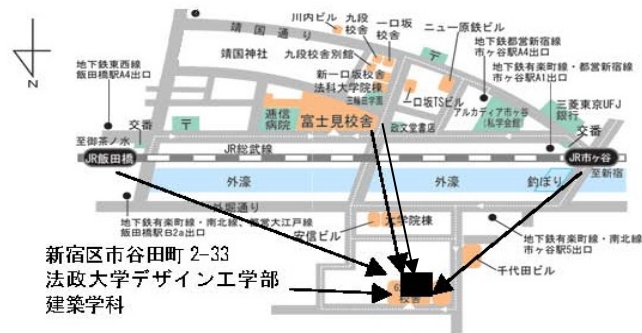 川内ビル
九段
校舎
一口坂
校舎
ニュー原鉄ビル
靖国通り
靖国神社
九段校舎別館
新一口坂校舎
法科大学院棟
三輪田学園
地下鉄都営新宿線
市ヶ谷駅A4出口
地下鉄有楽町線・都営新宿線
市ヶ谷駅A1出口
地下鉄東西線
飯田橋駅A4出口
一口坂TSビル
アルカディア市ヶ谷
(私学会館)
三菱東京UFJ
銀行
逓信
病院
富士見校舎
政文堂書店
交番
〒
〒
交番
至御茶ノ水
JR飯田橋
JR総武線
JR市ヶ谷
至新宿
外濠
外濠
釣ぼり
外堀通り
地下鉄有楽町線・南北線、都営大江戸線
飯田橋駅B2a出口
大学院棟
安信ビル
地下鉄有楽町線・南北線
市ヶ谷駅5出口
千代田ビル
校舎
新宿区市谷田町 2-33
法政大学デザイン工学部
建築学科
N